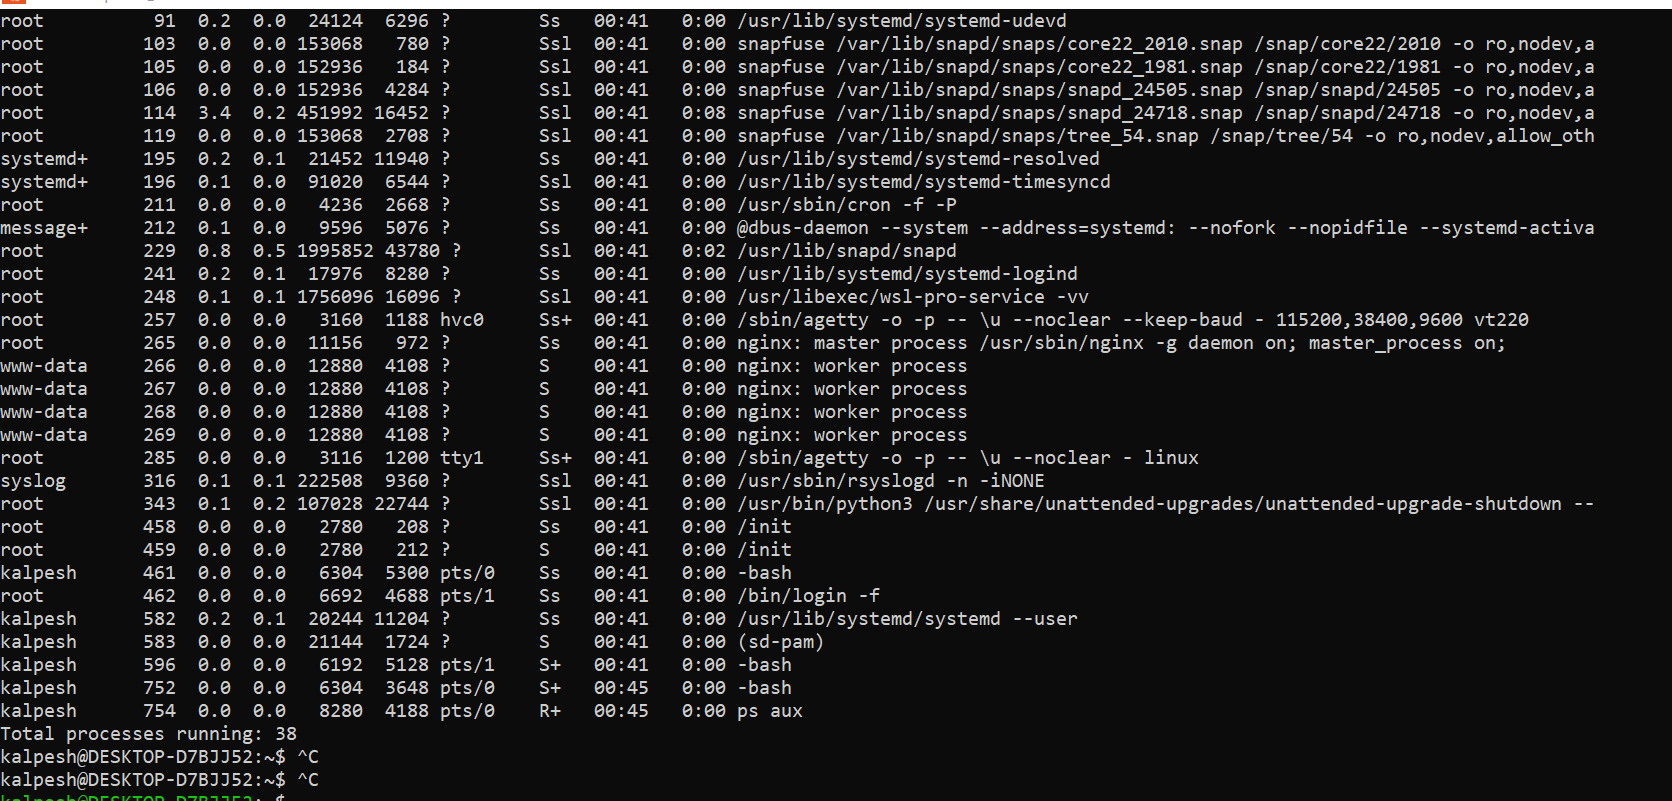 root          91  0.2  0.0  24124  6296 ?        Ss   00:41   0:00 /usr/lib/systemd/systemd-udevd
root         103  0.0  0.0 153068   780 ?        Ssl  00:41   0:00 snapfuse /var/lib/snapd/snaps/core22_2010.snap /snap/core22/2010 -o ro,nodev,a
root         105  0.0  0.0 152936   184 ?        Ssl  00:41   0:00 snapfuse /var/lib/snapd/snaps/core22_1981.snap /snap/core22/1981 -o ro,nodev,a
root         106  0.0  0.0 152936  4284 ?        Ssl  00:41   0:00 snapfuse /var/lib/snapd/snaps/snapd_24505.snap /snap/snapd/24505 -o ro,nodev,a
root         114  3.4  0.2 451992 16452 ?        Ssl  00:41   0:08 snapfuse /var/lib/snapd/snaps/snapd_24718.snap /snap/snapd/24718 -o ro,nodev,a
root         119  0.0  0.0 153068  2708 ?        Ssl  00:41   0:00 snapfuse /var/lib/snapd/snaps/tree_54.snap /snap/tree/54 -o ro,nodev,allow_oth
systemd+     195  0.2  0.1  21452 11940 ?        Ss   00:41   0:00 /usr/lib/systemd/systemd-resolved
systemd+     196  0.1  0.0  91020  6544 ?        Ssl  00:41   0:00 /usr/lib/systemd/systemd-timesyncd
root         211  0.0  0.0   4236  2668 ?        Ss   00:41   0:00 /usr/sbin/cron -f -P
message+     212  0.1  0.0   9596  5076 ?        Ss   00:41   0:00 @dbus-daemon --system --address=systemd: --nofork --nopidfile --systemd-activa
root         229  0.8  0.5 1995852 43780 ?       Ssl  00:41   0:02 /usr/lib/snapd/snapd
root         241  0.2  0.1  17976  8280 ?        Ss   00:41   0:00 /usr/lib/systemd/systemd-logind
root         248  0.1  0.1 1756096 16096 ?       Ssl  00:41   0:00 /usr/libexec/wsl-pro-service -vv
root         257  0.0  0.0   3160  1188 hvc0     Ss+  00:41   0:00 /sbin/agetty -o -p -- \u --noclear --keep-baud - 115200,38400,9600 vt220
root         265  0.0  0.0  11156   972 ?        Ss   00:41   0:00 nginx: master process /usr/sbin/nginx -g daemon on; master_process on;
www-data     266  0.0  0.0  12880  4108 ?        S    00:41   0:00 nginx: worker process
www-data     267  0.0  0.0  12880  4108 ?        S    00:41   0:00 nginx: worker process
www-data     268  0.0  0.0  12880  4108 ?        S    00:41   0:00 nginx: worker process
www-data     269  0.0  0.0  12880  4108 ?        S    00:41   0:00 nginx: worker process
root         285  0.0  0.0   3116  1200 tty1     Ss+  00:41   0:00 /sbin/agetty -o -p -- \u --noclear - linux
syslog       316  0.1  0.1 222508  9360 ?        Ssl  00:41   0:00 /usr/sbin/rsyslogd -n -iNONE
root         343  0.1  0.2 107028 22744 ?        Ssl  00:41   0:00 /usr/bin/python3 /usr/share/unattended-upgrades/unattended-upgrade-shutdown --
root         458  0.0  0.0   2780   208 ?        Ss   00:41   0:00 /init
root         459  0.0  0.0   2780   212 ?        S    00:41   0:00 /init
kalpesh      461  0.0  0.0   6304  5300 pts/0    Ss   00:41   0:00 -bash
root         462  0.0  0.0   6692  4688 pts/1    Ss   00:41   0:00 /bin/login -f
kalpesh      582  0.2  0.1  20244 11204 ?        Ss   00:41   0:00 /usr/lib/systemd/systemd --user
kalpesh      583  0.0  0.0  21144  1724 ?        S    00:41   0:00 (sd-pam)
kalpesh      596  0.0  0.0   6192  5128 pts/1    S+   00:41   0:00 -bash
kalpesh      752  0.0  0.0   6304  3648 pts/0    S+   00:45   0:00 -bash
kalpesh      754  0.0  0.0   8280  4188 pts/0    R+   00:45   0:00 ps aux
Total processes running: 38
kalpesh@DESKTOP-D7BJJ52:~$ ^C
kalpesh@DESKTOP-D7BJJ52:~$ ^C
kalpesh@DESKTOP-D7BJJ52:~$